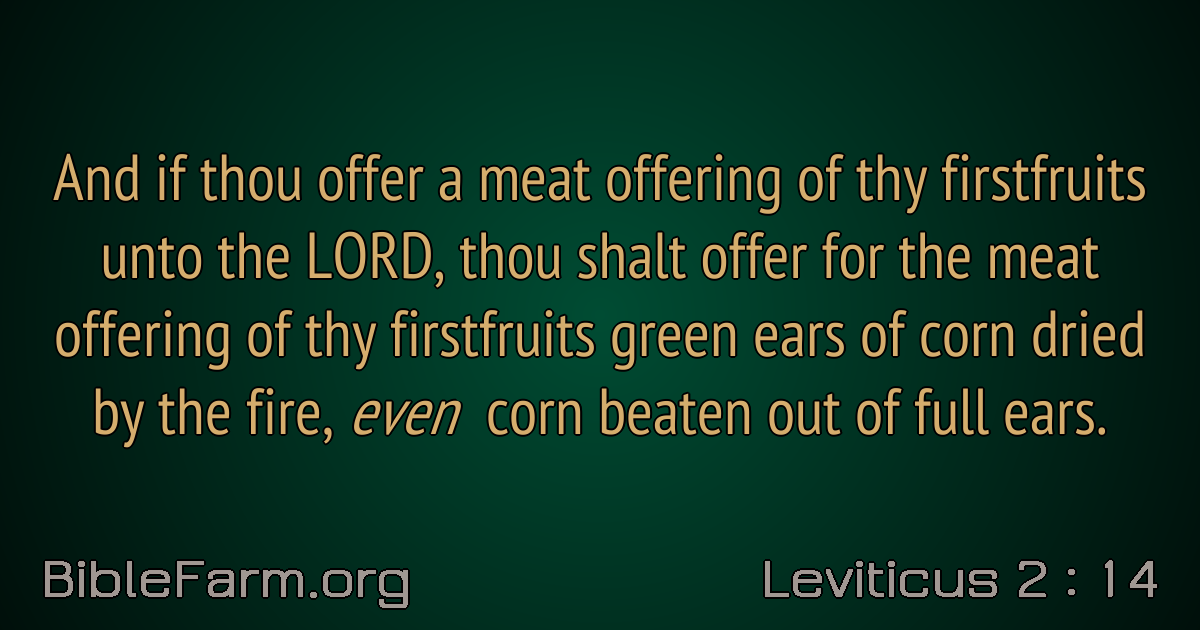 And if thou offer a meat offering of thy firstfruits
unto the LORD, thou shalt offer for the meat
offering of thy firstfruits green ears of corn dried
by the fire, even corn beaten out of full ears.
BibleFarm.org
Leviticus 2 : 14